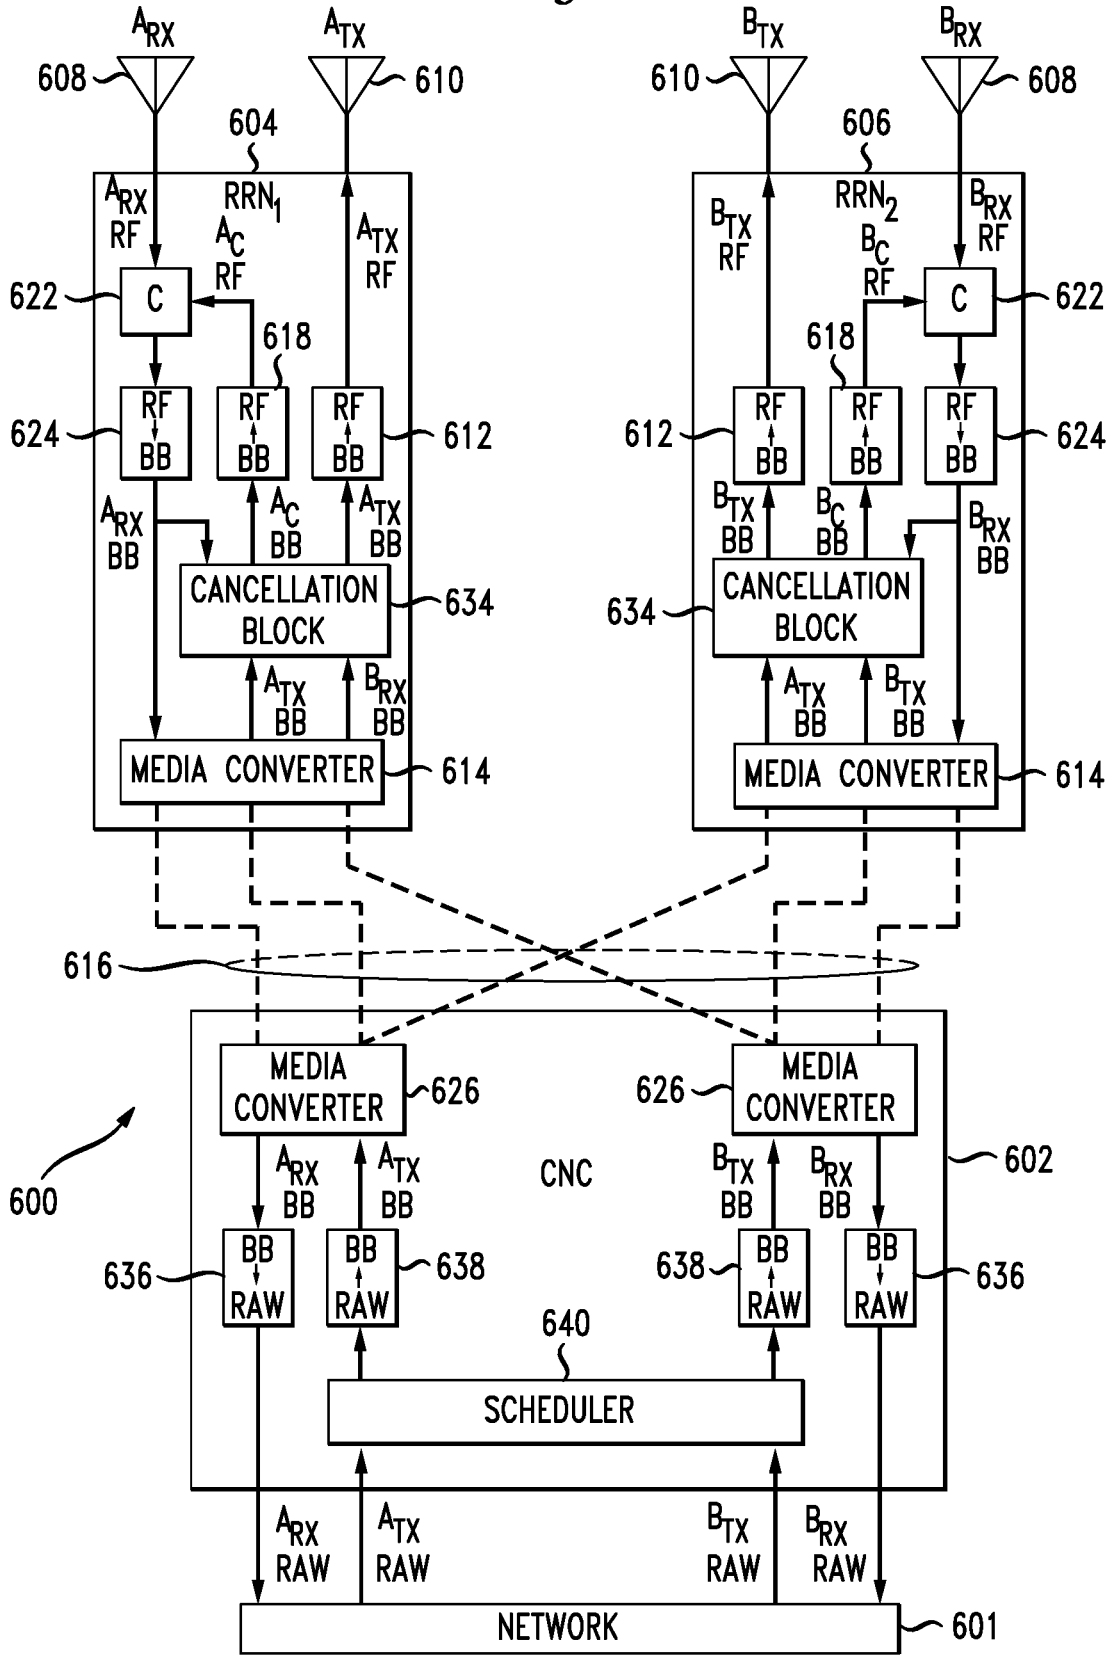 A_RX
A_TX
B_TX
B_RX
608
610
610
608
604
606
A_RX
RF
RRN_1
A_C
RF
A_TX
RF
B_TX
RF
RRN_2
B_C
RF
B_RX
RF
622
C
C
622
618
618
624
RF
BB
RF
BB
RF
BB
612
612
RF
BB
RF
BB
RF
BB
624
A_RX
BB
A_C
BB
A_TX
BB
B_TX
BB
B_C
BB
B_RX
BB
CANCELLATION
BLOCK
634
634
CANCELLATION
BLOCK
A_TX
BB
B_RX
BB
A_TX
BB
B_TX
BB
MEDIA CONVERTER
614
MEDIA CONVERTER
614
616
MEDIA
CONVERTER
626
626
MEDIA
CONVERTER
600
A_RX
BB
A_TX
BB
CNC
B_TX
BB
B_RX
BB
602
636
BB
RAW
BB
RAW
638
638
BB
RAW
BB
RAW
636
640
SCHEDULER
A_RX
RAW
A_TX
RAW
B_TX
RAW
B_RX
RAW
NETWORK
601